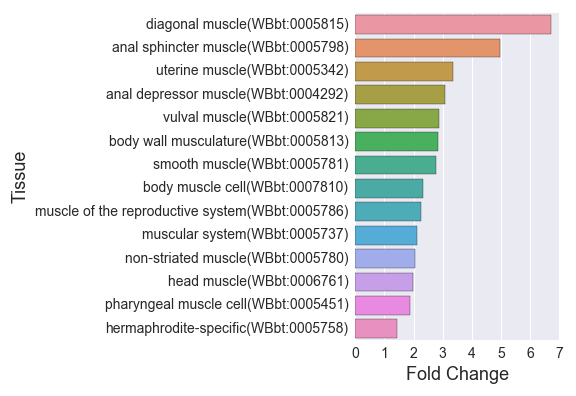 diagonal muscle(WBbt:0005815)
anal sphincter muscle(WBbt:0005798)
uterine muscle(WBbt:0005342)
anal depressor muscle(WBbt:0004292)
vulval muscle(WBbt:0005821)
body wall musculature(WBbt:0005813)
smooth muscle(WBbt:0005781)
body muscle cell(WBbt:0007810)
muscle of the reproductive system(WBbt:0005786)
muscular system(WBbt:0005737)
non-striated muscle(WBbt:0005780)
head muscle(WBbt:0006761)
pharyngeal muscle cell(WBbt:0005451)
hermaphrodite-specific(WBbt:0005758)
Tissue
0 1 2 3 4 5 6 7
Fold Change